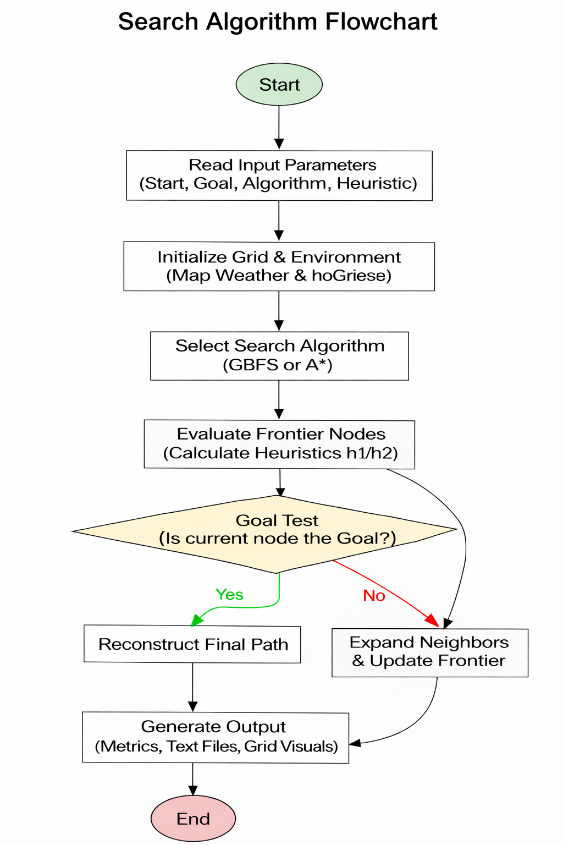 Search Algorithm Flowchart
Start
Read Input Parameters
(Start, Goal, Algorithm, Heuristic)
Initialize Grid & Environment
(Map Weather & hoGriese)
Select Search Algorithm
(GBFS or A*)
Evaluate Frontier Nodes
(Calculate Heuristics h1/h2)
Goal Test
(Is current node the Goal?)
Yes
No
Reconstruct Final Path
Expand Neighbors
& Update Frontier
Generate Output
(Metrics, Text Files, Grid Visuals)
End